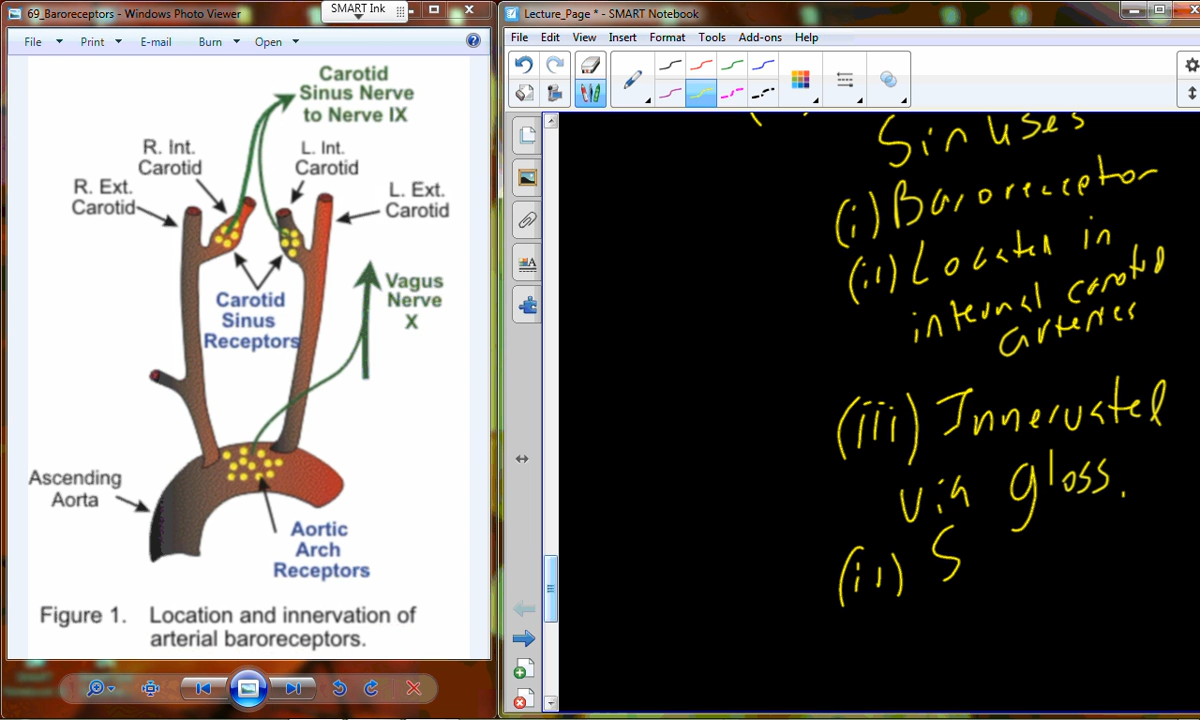 69_Baroreceptors - Windows Photo Viewer
SMART Ink
File Print E-mail Burn Open
Carotid
Sinus Nerve
to Nerve IX
R. Int.
Carotid
L. Int.
Carotid
R. Ext.
Carotid
L. Ext.
Carotid
Carotid
Sinus
Receptors
Vagus
Nerve
X
Ascending
Aorta
Aortic
Arch
Receptors
Figure 1. Location and innervation of
arterial baroreceptors.
Lecture_Page * - SMART Notebook
File Edit View Insert Format Tools Add-ons Help
Sinuses
(i) Baroreceptor
(ii) Located in
internal carotid
arteries
(iii) Innervated
via gloss.
(iv) S